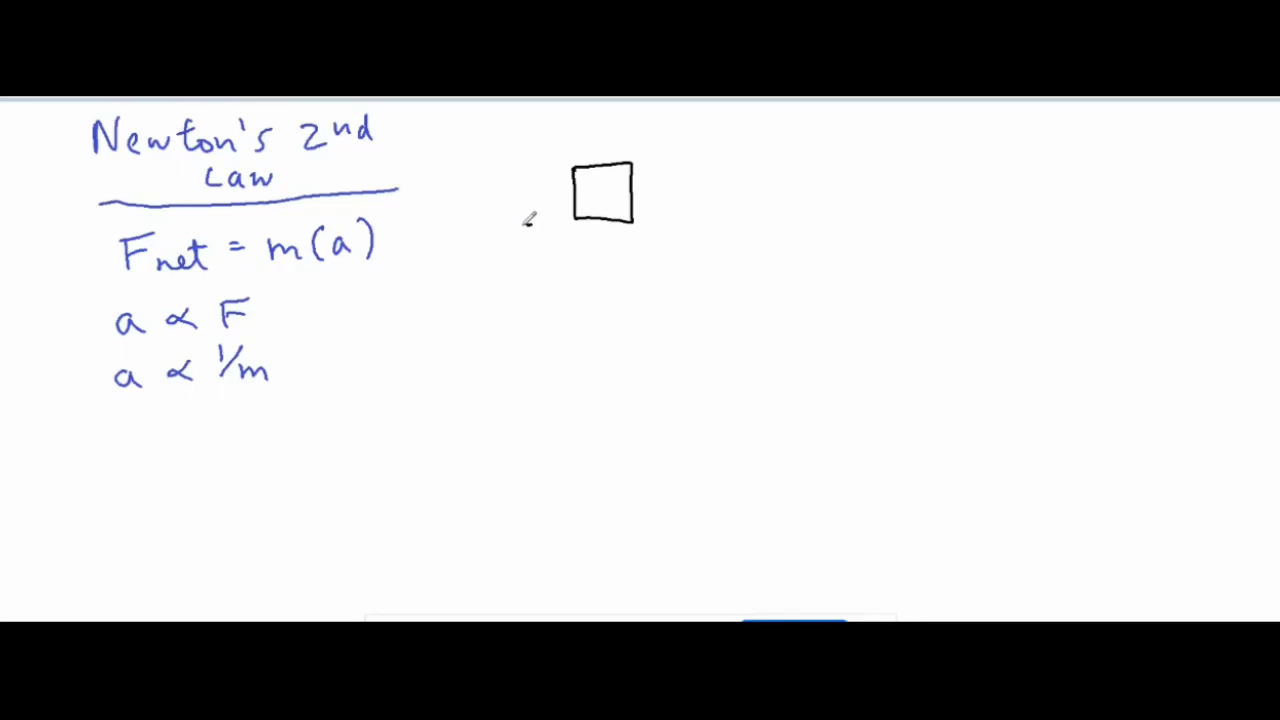 Newton's 2nd
Law
Fnet = m(a)
a ∝ F
a ∝ 1/m